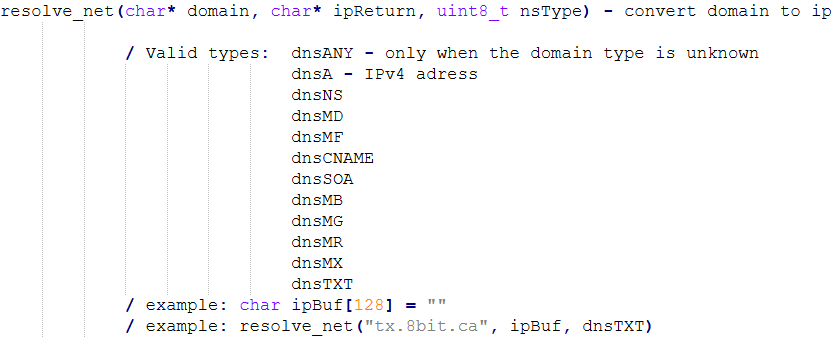 resolve_net(char* domain, char* ipReturn, uint8_t nsType) - convert domain to ip
/ Valid types: dnsANY - only when the domain type is unknown
dnsA - IPv4 adress
dnsNS
dnsMD
dnsMF
dnsCNAME
dnsSOA
dnsMB
dnsMG
dnsMR
dnsMX
dnsTXT
/ example: char ipBuf[128] = ""
/ example: resolve_net("tx.8bit.ca", ipBuf, dnsTXT)